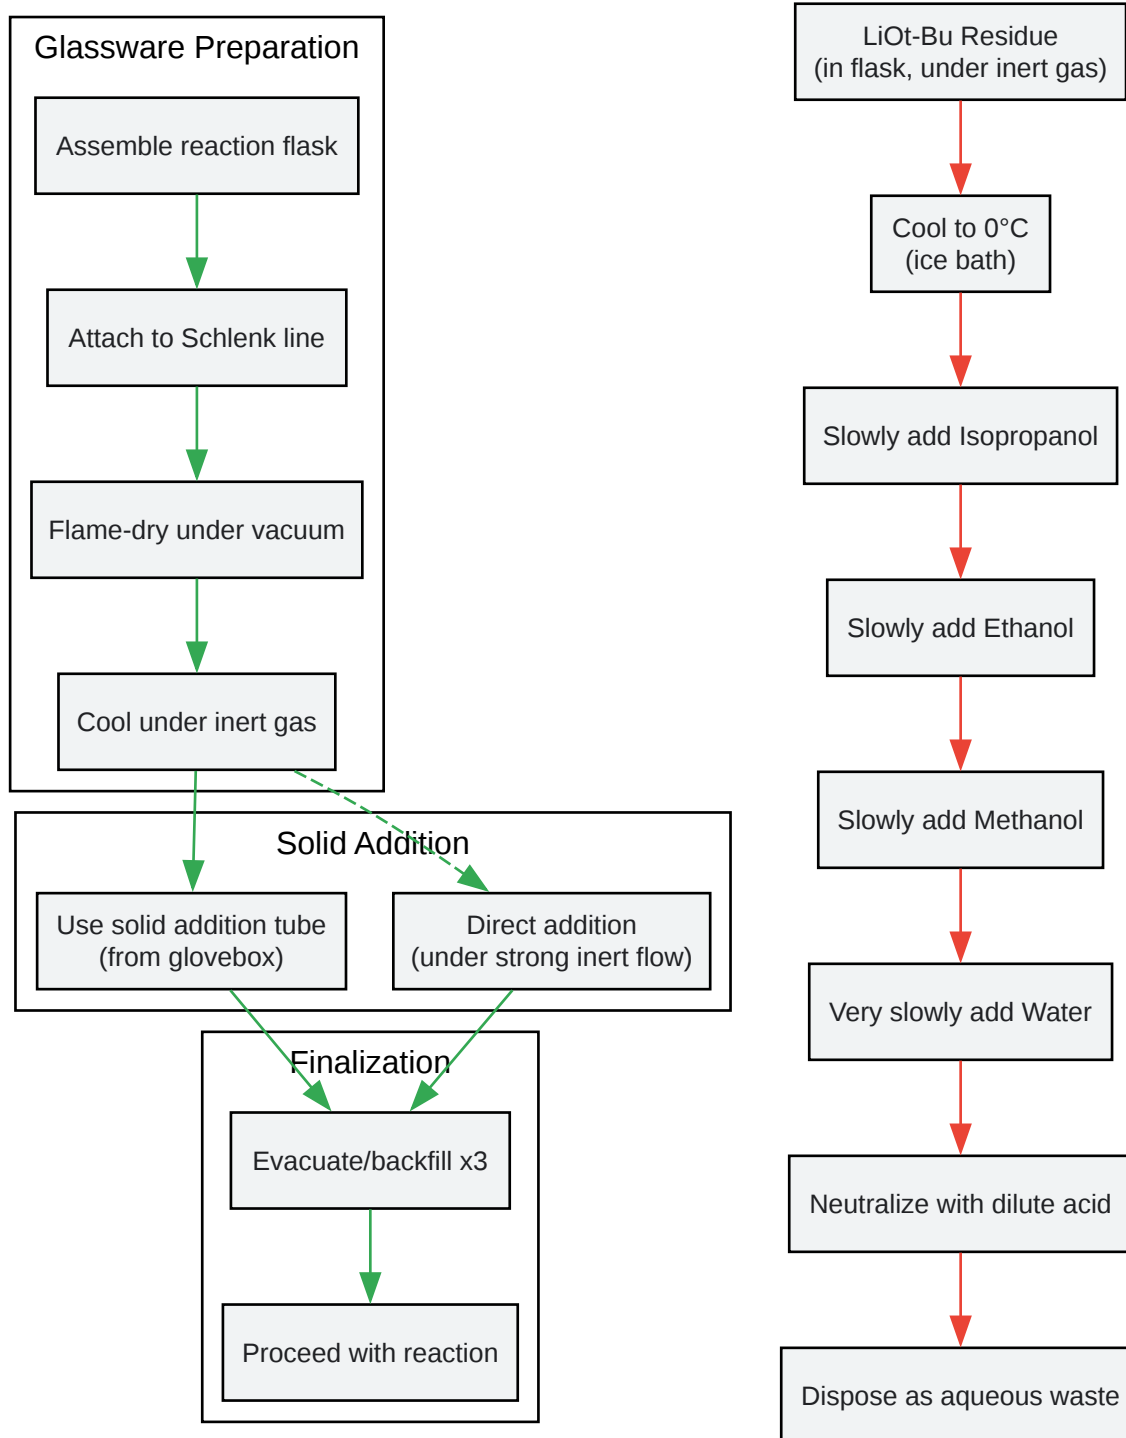 Glassware Preparation
Assemble reaction flask
Attach to Schlenk line
Flame-dry under vacuum
Cool under inert gas
Solid Addition
Use solid addition tube
(from glovebox)
Direct addition
(under strong inert flow)
Finalization
Evacuate/backfill x3
Proceed with reaction
LiOt-Bu Residue
(in flask, under inert gas)
Cool to 0°C
(ice bath)
Slowly add Isopropanol
Slowly add Ethanol
Slowly add Methanol
Very slowly add Water
Neutralize with dilute acid
Dispose as aqueous waste